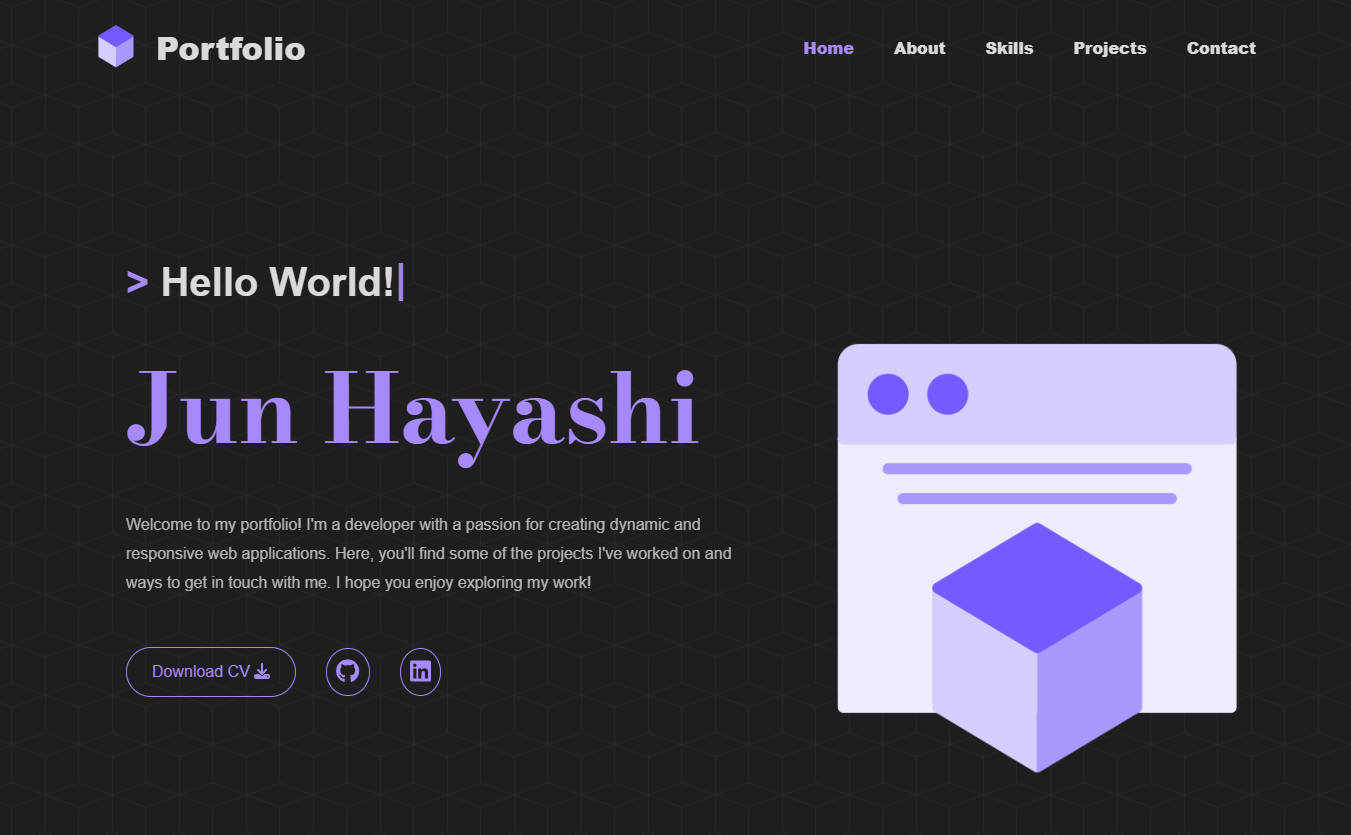 Portfolio
Home About Skills Projects Contact
> Hello World!|
Jun Hayashi
Welcome to my portfolio! I'm a developer with a passion for creating dynamic and
responsive web applications. Here, you'll find some of the projects I've worked on and
ways to get in touch with me. I hope you enjoy exploring my work!
Download CV
in